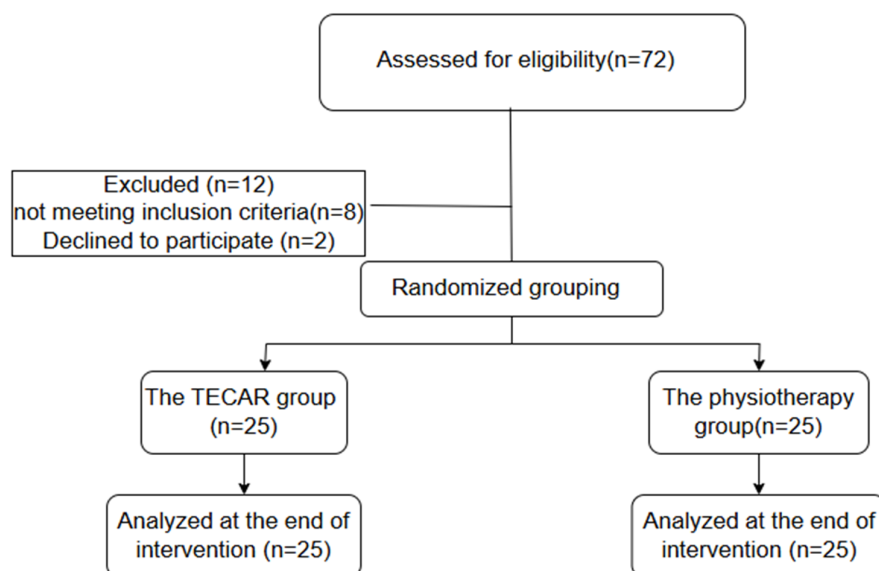 Assessed for eligibility(n=72)
Excluded (n=12)
not meeting inclusion criteria(n=8)
Declined to participate (n=2)
Randomized grouping
The TECAR group
(n=25)
The physiotherapy
group(n=25)
Analyzed at the end of
intervention (n=25)
Analyzed at the end of
intervention (n=25)